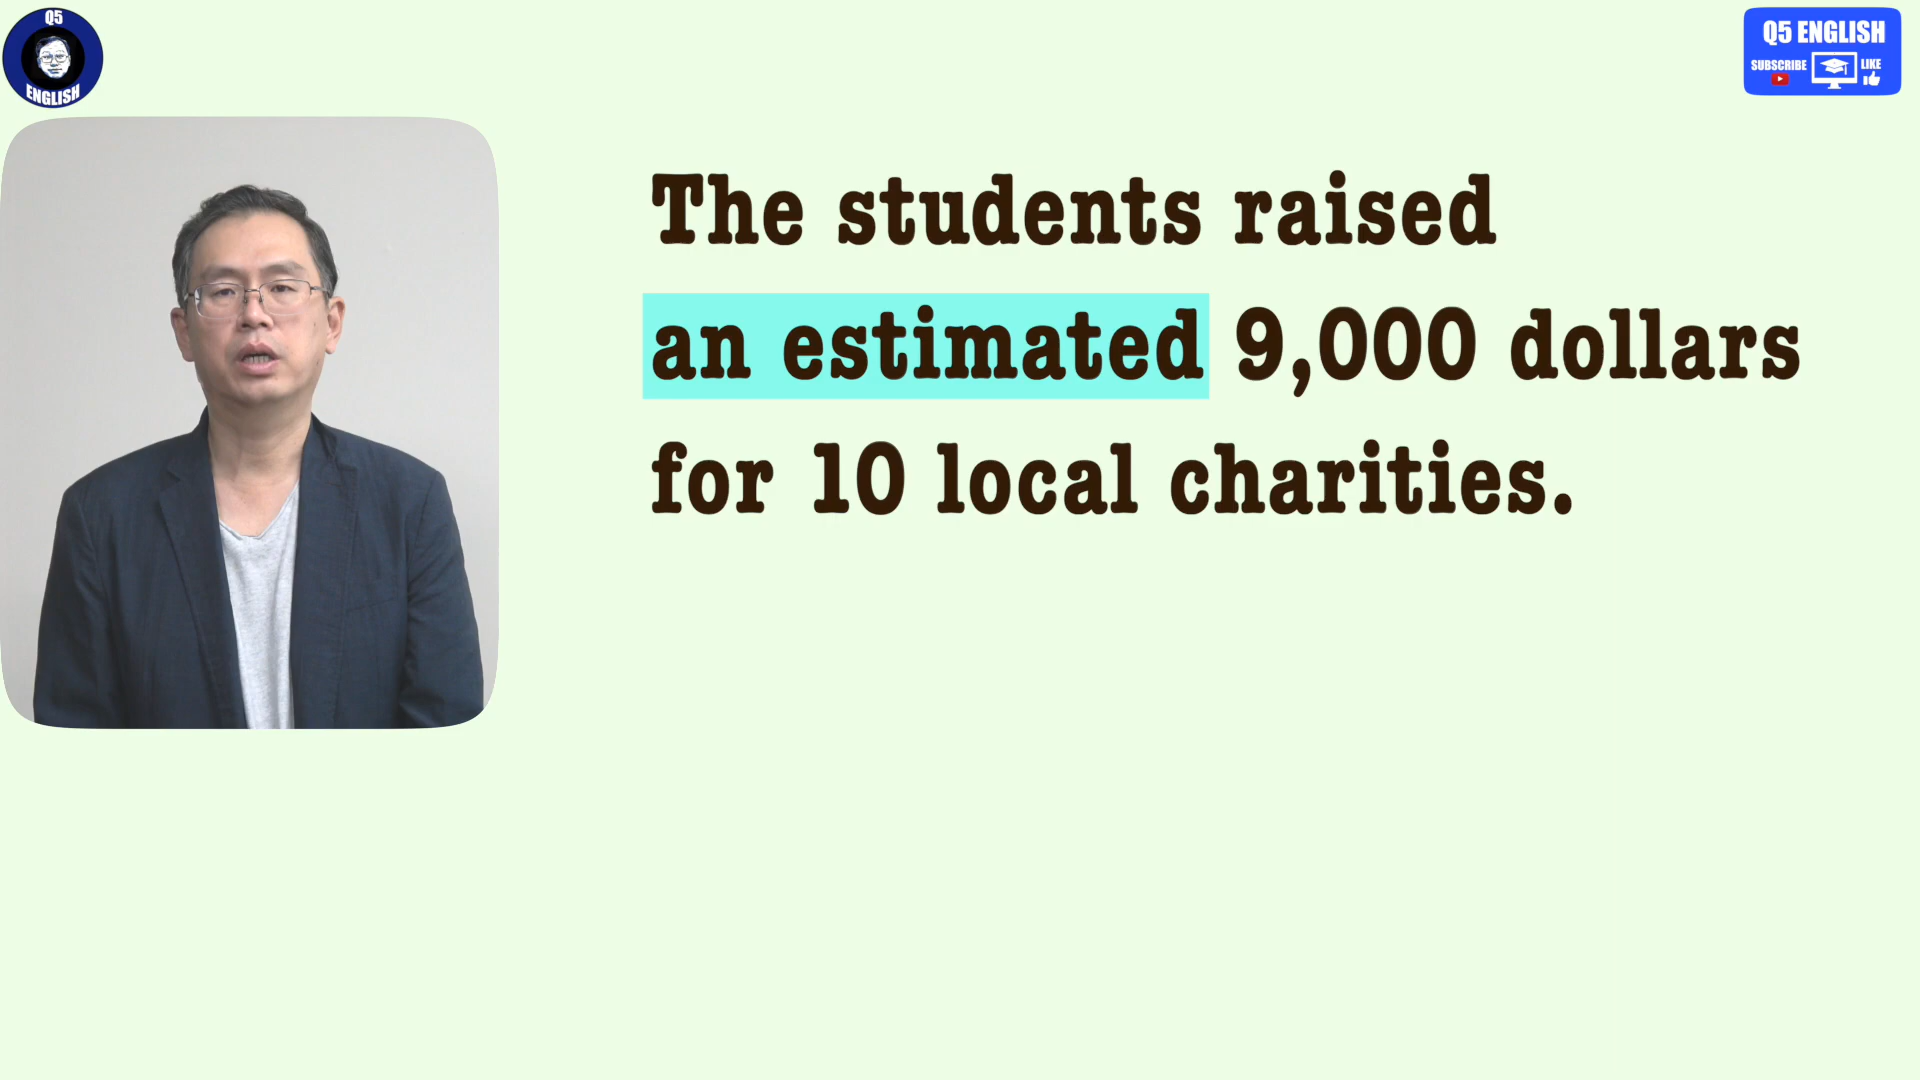 Q5
ENGLISH
Q5 ENGLISH
SUBSCRIBE
LIKE
The students raised
an estimated 9,000 dollars
for 10 local charities.